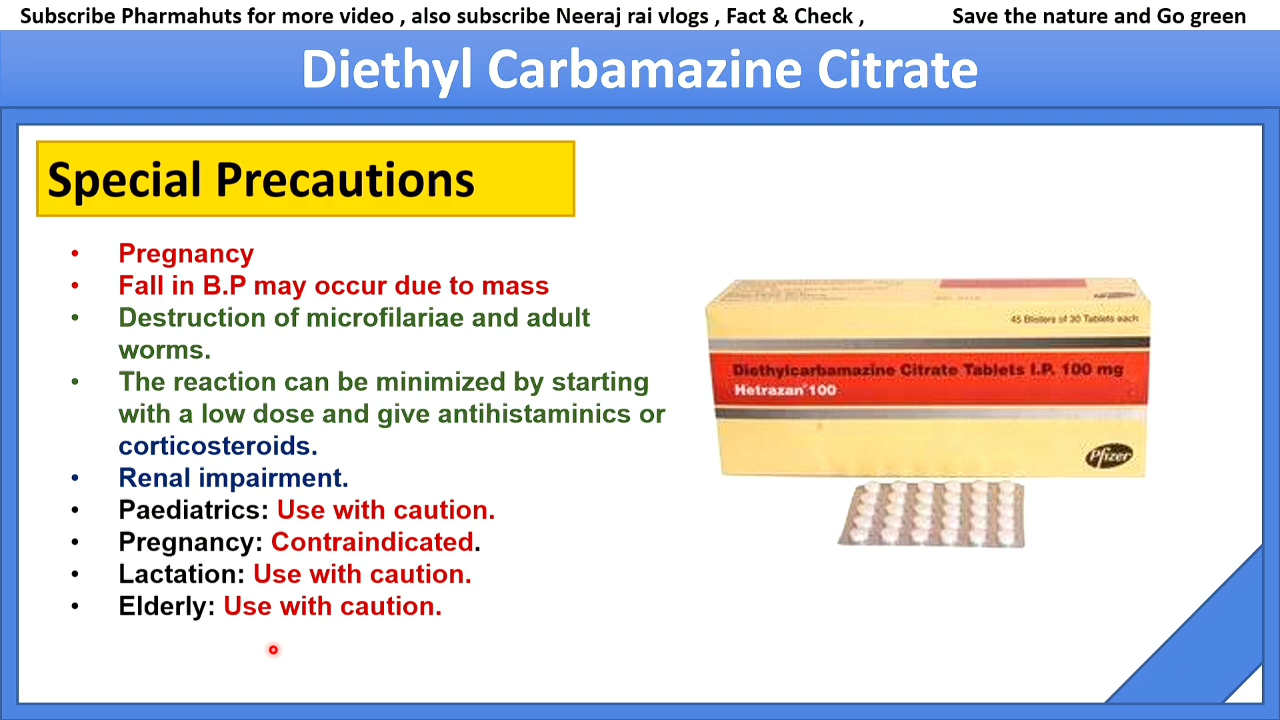 Subscribe Pharmahuts for more video , also subscribe Neeraj rai vlogs , Fact & Check , Save the nature and Go green
Diethyl Carbamazine Citrate
Special Precautions
• Pregnancy
• Fall in B.P may occur due to mass
• Destruction of microfilariae and adult
worms.
• The reaction can be minimized by starting
with a low dose and give antihistaminics or
corticosteroids.
• Renal impairment.
• Paediatrics: Use with caution.
• Pregnancy: Contraindicated.
• Lactation: Use with caution.
• Elderly: Use with caution.
45 Blisters of 30 Tablets each
Diethylcarbamazine Citrate Tablets I.P. 100 mg
Hetrazan® 100
Pfizer